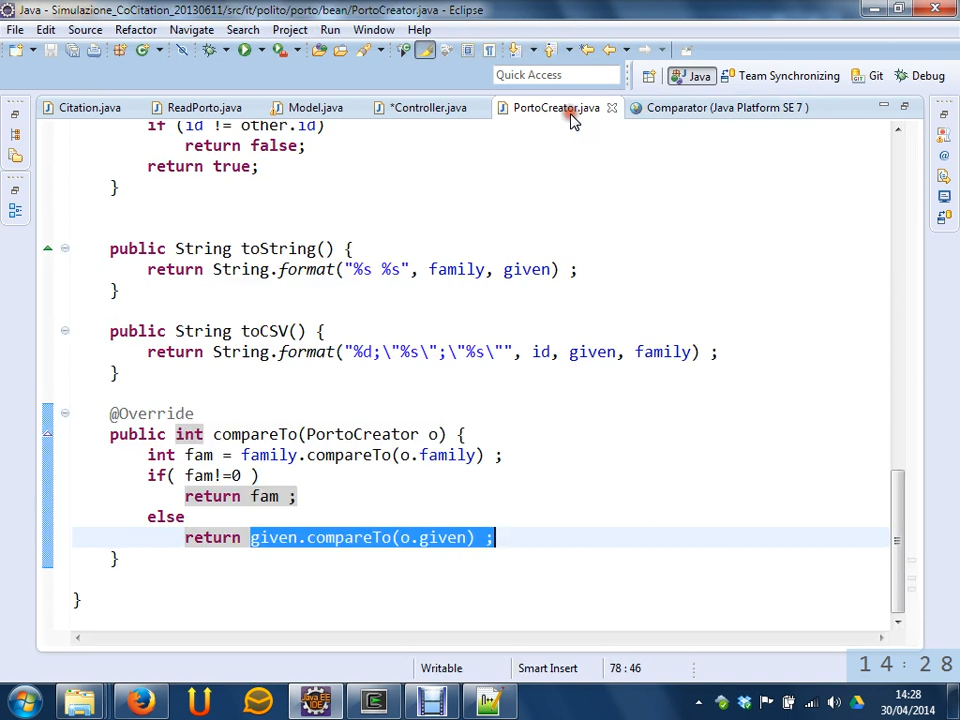 Java - Simulazione_CoCitation_20130611/src/it/polito/porto/bean/PortoCreator.java - Eclipse
File Edit Source Refactor Navigate Search Project Run Window Help
Quick Access
Java Team Synchronizing Git Debug
Citation.java ReadPorto.java Model.java *Controller.java PortoCreator.java Comparator (Java Platform SE 7 )
if (id != other.id)
return false;
return true;
}
public String toString() {
return String.format("%s %s", family, given) ;
}
public String toCSV() {
return String.format("%d;\"%s\";\"%s\"", id, given, family) ;
}
@Override
public int compareTo(PortoCreator o) {
int fam = family.compareTo(o.family) ;
if( fam!=0 )
return fam ;
else
return given.compareTo(o.given) ;
}
}
Writable Smart Insert 78 : 46
14:28
14:28
30/04/2014